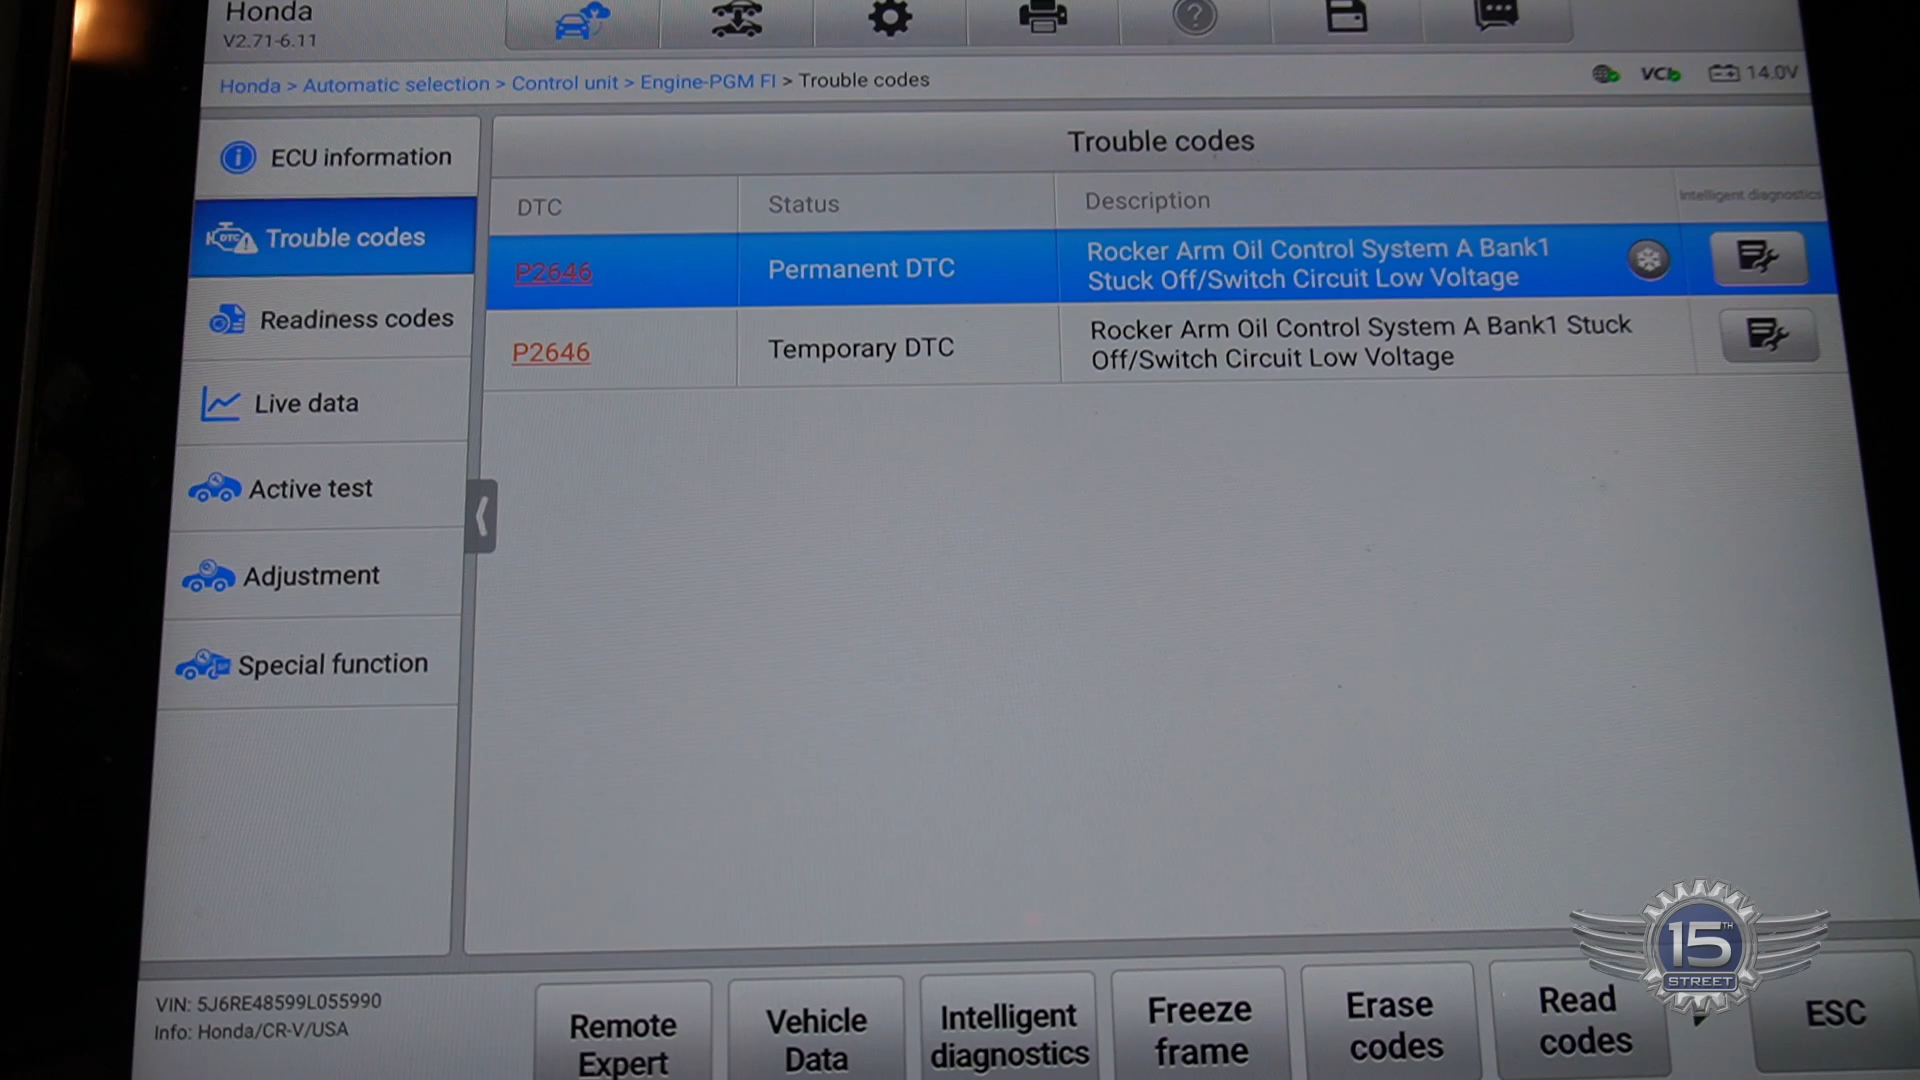 Honda
V2.71-6.11
Honda > Automatic selection > Control unit > Engine-PGM FI > Trouble codes
VCI
14.0V
ECU information
Trouble codes
Readiness codes
Live data
Active test
Adjustment
Special function
Trouble codes
DTC Status Description Intelligent diagnostics
P2646 Permanent DTC Rocker Arm Oil Control System A Bank1
Stuck Off/Switch Circuit Low Voltage
P2646 Temporary DTC Rocker Arm Oil Control System A Bank1 Stuck
Off/Switch Circuit Low Voltage
VIN: 5J6RE48599L055990
Info: Honda/CR-V/USA
Remote
Expert
Vehicle
Data
Intelligent
diagnostics
Freeze
frame
Erase
codes
Read
codes
ESC
15TH
STREET